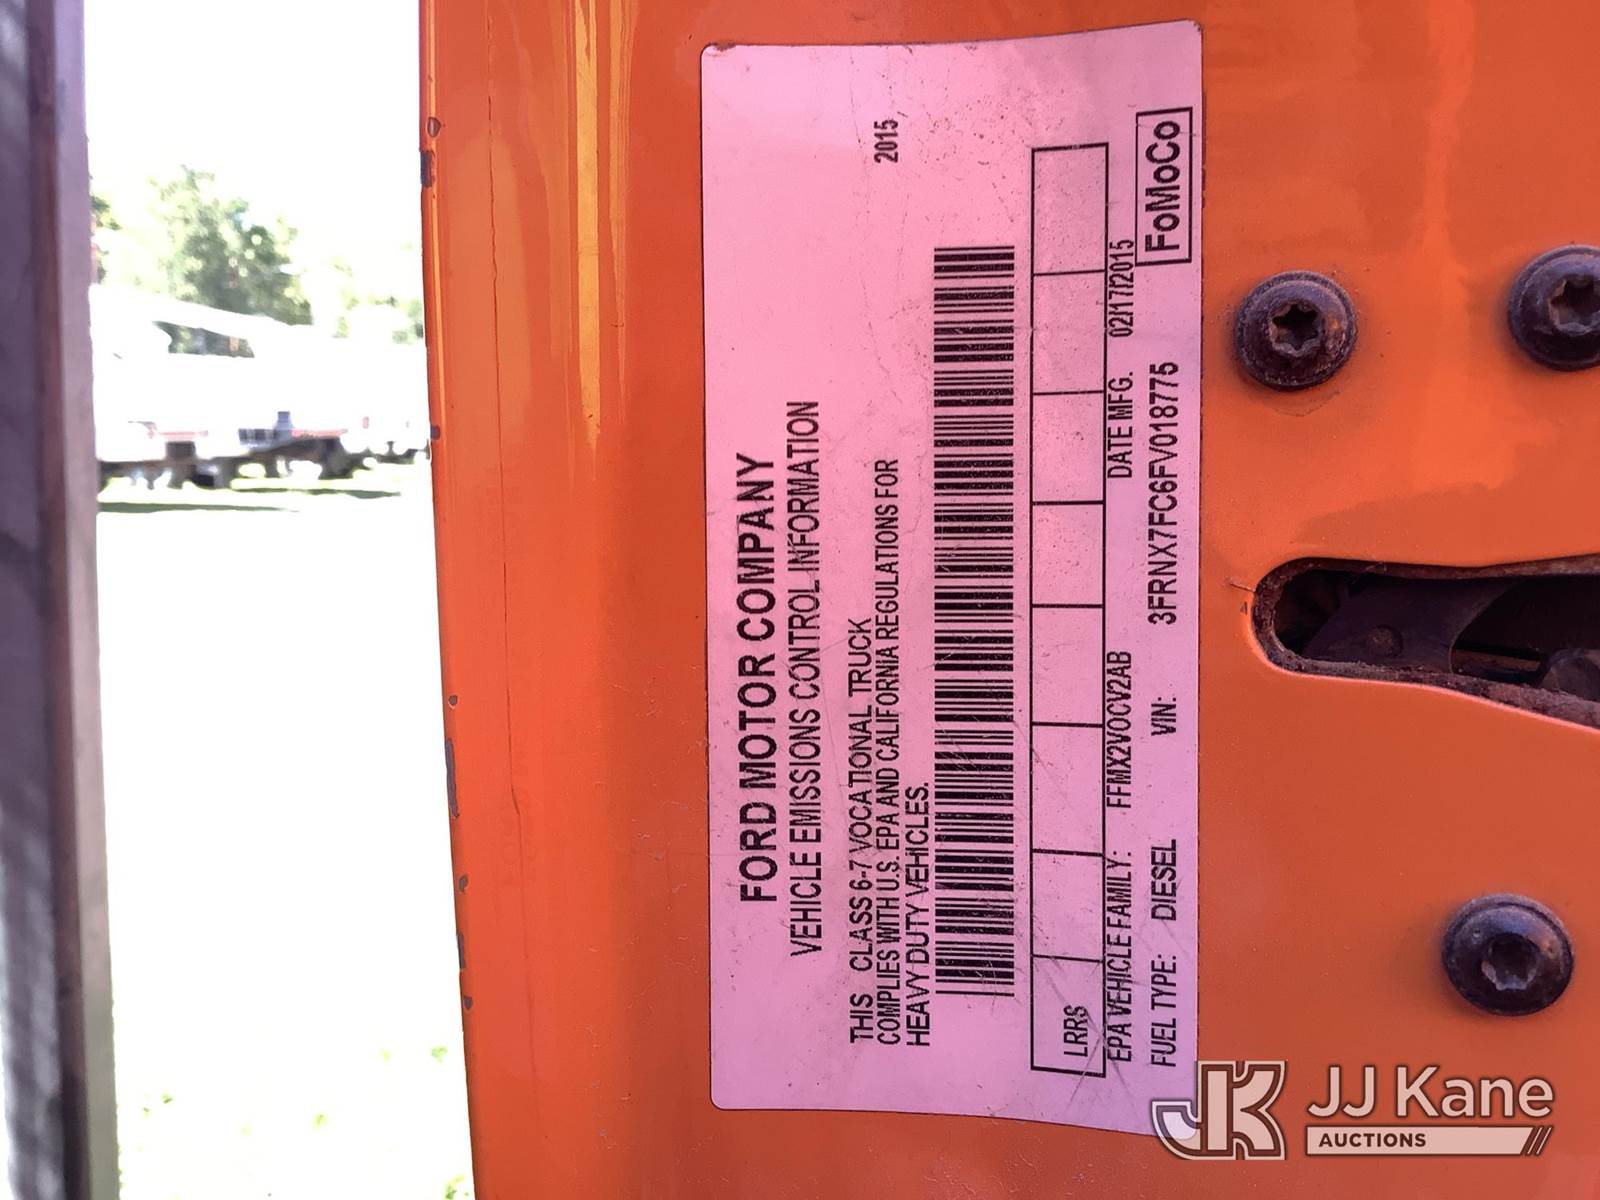 FORD MOTOR COMPANY
VEHICLE EMISSIONS CONTROL INFORMATION
THIS CLASS 6-7 VOCATIONAL TRUCK
COMPLIES WITH U.S. EPA AND CALIFORNIA REGULATIONS FOR 2015
HEAVY DUTY VEHICLES.
LRRS
EPA VEHICLE FAMILY: FFMX2VOCV2AB DATE MFG. 02/17/2015
FUEL TYPE: DIESEL VIN: 3FRNX7FC6FV018775 FoMoCo
JK JJ Kane
AUCTIONS